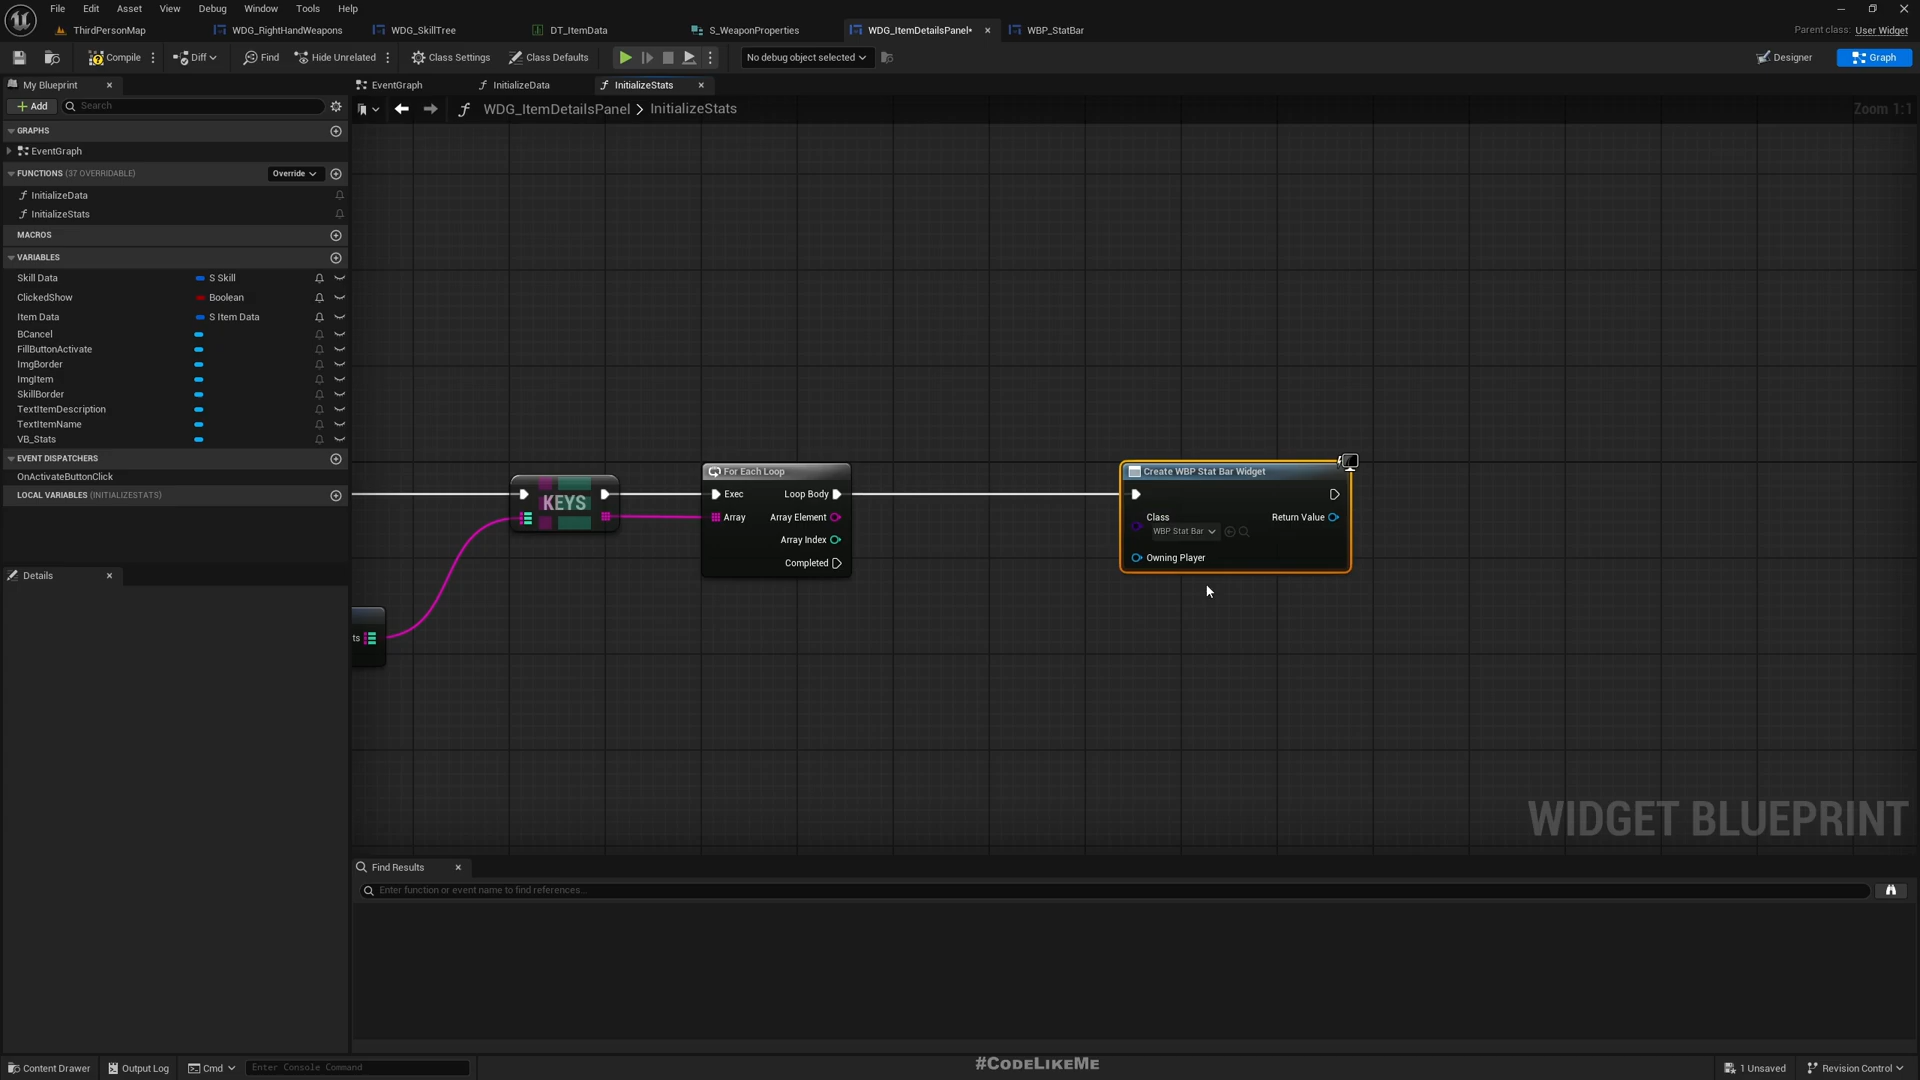 File Edit Asset View Debug Window Tools Help
ThirdPersonMap WDG_RightHandWeapons WDG_SkillTree DT_ItemData S_WeaponProperties WDG_ItemDetailsPanel• WBP_StatBar
Parent class: User Widget
Compile Diff Find Hide Unrelated Class Settings Class Defaults No debug object selected Designer Graph
My Blueprint EventGraph InitializeData InitializeStats
Add Search
WDG_ItemDetailsPanel > InitializeStats Zoom 1:1
GRAPHS
EventGraph
FUNCTIONS (37 OVERRIDABLE) Override
InitializeData
InitializeStats
MACROS
VARIABLES
Skill Data S Skill
ClickedShow Boolean
Item Data S Item Data
BCancel
FillButtonActivate
ImgBorder
ImgItem
SkillBorder
TextItemDescription
TextItemName
VB_Stats
EVENT DISPATCHERS
OnActivateButtonClick
LOCAL VARIABLES (INITIALIZESTATS)
Details
ts
KEYS
For Each Loop
Exec Loop Body
Array Array Element
Array Index
Completed
Create WBP Stat Bar Widget
Class Return Value
WBP Stat Bar
Owning Player
WIDGET BLUEPRINT
Find Results
Enter function or event name to find references...
Content Drawer Output Log Cmd Enter Console Command
#CODELIKEME
1 Unsaved Revision Control